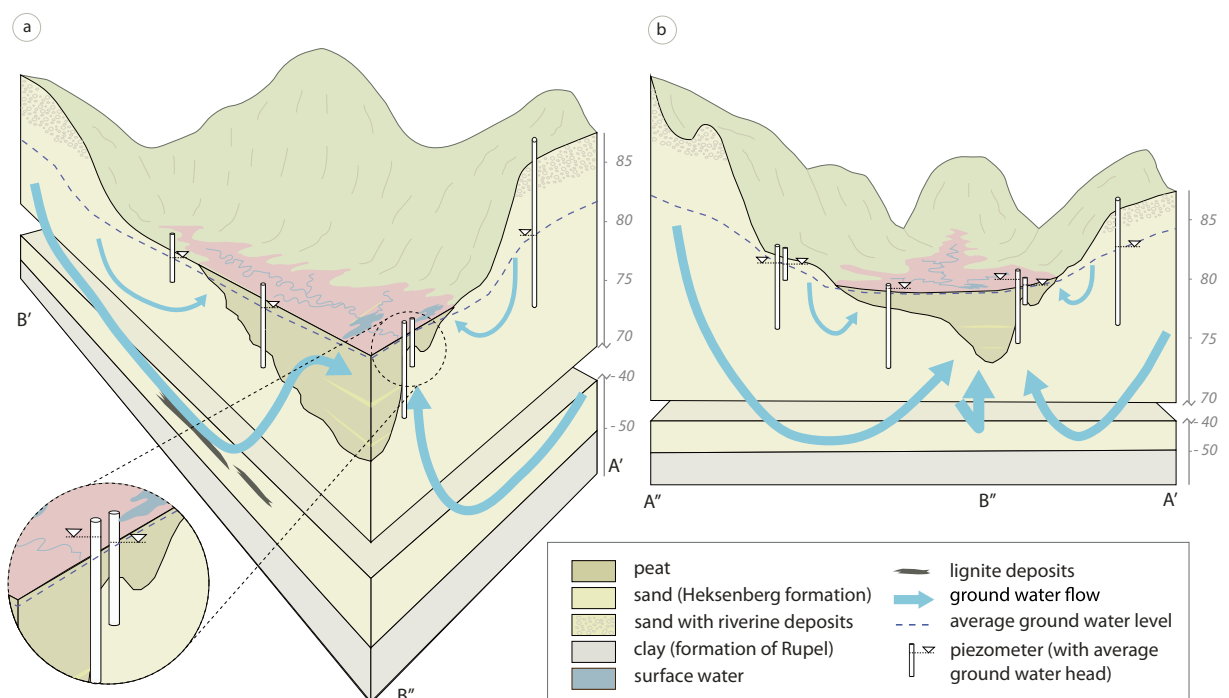 a
b
85
80
75
70
- 40
- 50
B'
A'
B"
85
80
75
70
- 40
- 50
A"
B"
A'
peat
sand (Heksenberg formation)
sand with riverine deposits
clay (formation of Rupel)
surface water
lignite deposits
ground water flow
average ground water level
piezometer (with average
ground water head)